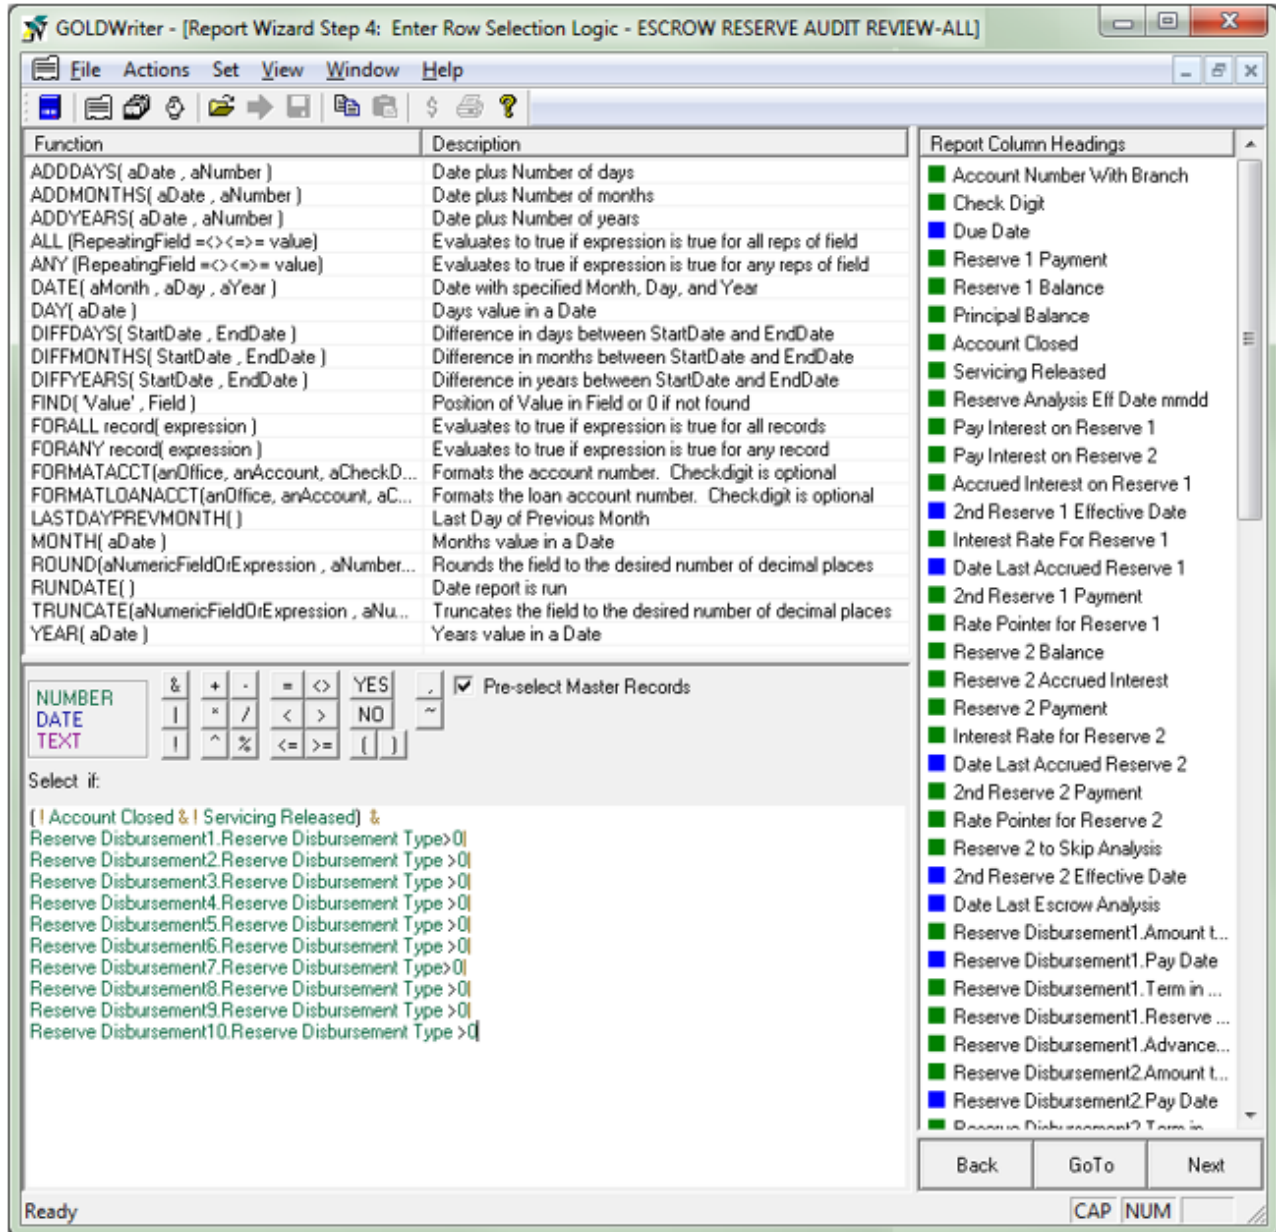 GOLDWriter - [Report Wizard Step 4: Enter Row Selection Logic - ESCROW RESERVE AUDIT REVIEW-ALL]
File Actions Set View Window Help
Function Description
ADDDAYS( aDate , aNumber ) Date plus Number of days
ADDMONTHS( aDate , aNumber ) Date plus Number of months
ADDYEARS( aDate , aNumber ) Date plus Number of years
ALL (RepeatingField =<><=>= value) Evaluates to true if expression is true for all reps of field
ANY (RepeatingField =<><=>= value) Evaluates to true if expression is true for any reps of field
DATE( aMonth , aDay , aYear ) Date with specified Month, Day, and Year
DAY( aDate ) Days value in a Date
DIFFDAYS( StartDate , EndDate ) Difference in days between StartDate and EndDate
DIFFMONTHS( StartDate , EndDate ) Difference in months between StartDate and EndDate
DIFFYEARS( StartDate , EndDate ) Difference in years between StartDate and EndDate
FIND( 'Value' , Field ) Position of Value in Field or 0 if not found
FORALL record( expression ) Evaluates to true if expression is true for all records
FORANY record( expression ) Evaluates to true if expression is true for any record
FORMATACCT(anOffice, anAccount, aCheckD... Formats the account number. Checkdigit is optional
FORMATLOANACCT(anOffice, anAccount, aC... Formats the loan account number. Checkdigit is optional
LASTDAYPREVMONTH( ) Last Day of Previous Month
MONTH( aDate ) Months value in a Date
ROUND(aNumericFieldOrExpression , aNumber... Rounds the field to the desired number of decimal places
RUNDATE( ) Date report is run
TRUNCATE(aNumericFieldOrExpression , aNu... Truncates the field to the desired number of decimal places
YEAR( aDate ) Years value in a Date
NUMBER
DATE
TEXT
& + - = <> YES , Pre-select Master Records
| * / < > NO ~
! ^ % <= >= ( )
Select if:
( ! Account Closed & ! Servicing Released) &
Reserve Disbursement1.Reserve Disbursement Type>0|
Reserve Disbursement2.Reserve Disbursement Type >0|
Reserve Disbursement3.Reserve Disbursement Type >0|
Reserve Disbursement4.Reserve Disbursement Type >0|
Reserve Disbursement5.Reserve Disbursement Type >0|
Reserve Disbursement6.Reserve Disbursement Type >0|
Reserve Disbursement7.Reserve Disbursement Type>0|
Reserve Disbursement8.Reserve Disbursement Type >0|
Reserve Disbursement9.Reserve Disbursement Type >0|
Reserve Disbursement10.Reserve Disbursement Type >0
Report Column Headings
Account Number With Branch
Check Digit
Due Date
Reserve 1 Payment
Reserve 1 Balance
Principal Balance
Account Closed
Servicing Released
Reserve Analysis Eff Date mmdd
Pay Interest on Reserve 1
Pay Interest on Reserve 2
Accrued Interest on Reserve 1
2nd Reserve 1 Effective Date
Interest Rate For Reserve 1
Date Last Accrued Reserve 1
2nd Reserve 1 Payment
Rate Pointer for Reserve 1
Reserve 2 Balance
Reserve 2 Accrued Interest
Reserve 2 Payment
Interest Rate for Reserve 2
Date Last Accrued Reserve 2
2nd Reserve 2 Payment
Rate Pointer for Reserve 2
Reserve 2 to Skip Analysis
2nd Reserve 2 Effective Date
Date Last Escrow Analysis
Reserve Disbursement1.Amount t...
Reserve Disbursement1.Pay Date
Reserve Disbursement1.Term in ...
Reserve Disbursement1.Reserve ...
Reserve Disbursement1.Advance...
Reserve Disbursement2.Amount t...
Reserve Disbursement2.Pay Date
Reserve Disbursement2.Term in
Back GoTo Next
Ready CAP NUM